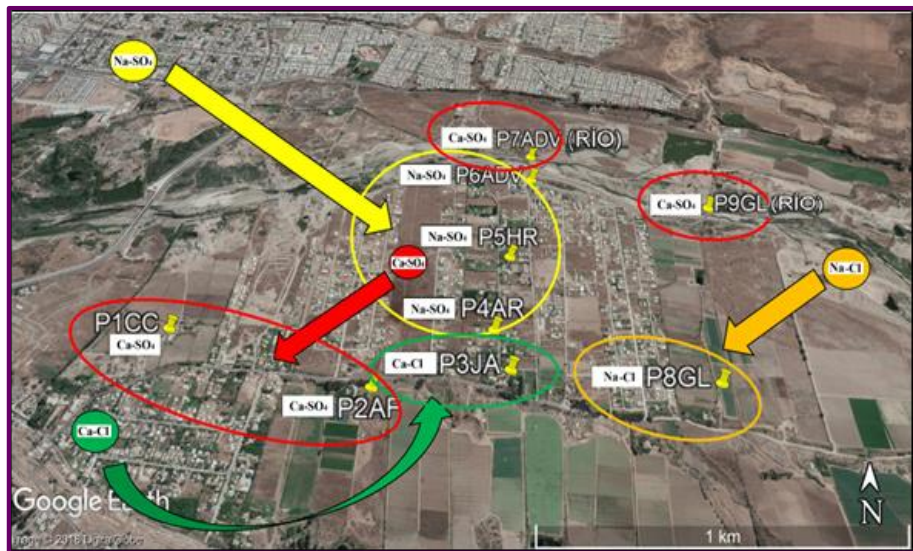 Na-SO₄
Ca-SO₄ P7ADV (RÍO)
Na-SO₄ P6ADV
Ca-SO₄ P9GL (RÍO)
Na-SO₄ P5HR
Ca-SO₄
Na-Cl
Na-SO₄ P4AR
P1CC
Ca-SO₄
Ca-Cl P3JA
Na-Cl P8GL
Ca-SO₄ P2AF
Ca-Cl
Google Earth
N
© 2018 DigitalGlobe
1 km